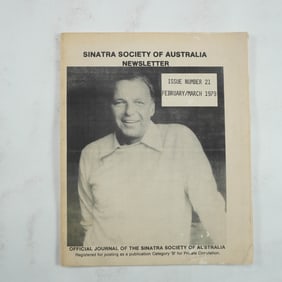 SINATRA SOCIETY OF AUSTRALIA
NEWSLETTER
ISSUE NUMBER 21
FEBRUARY/MARCH 1979
OFFICIAL JOURNAL OF THE SINATRA SOCIETY OF AUSTRALIA
Registered for posting as a publication Category 'B' for Private Circulation.